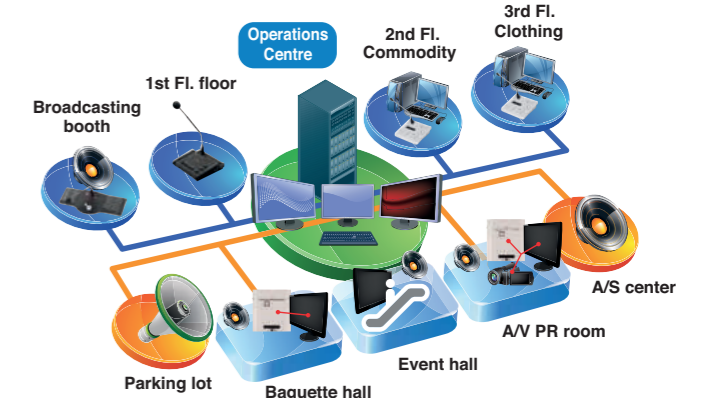 Operations
Centre
2nd Fl.
Commodity
3rd Fl.
Clothing
1st Fl. floor
Broadcasting
booth
A/S center
A/V PR room
Event hall
Parking lot
Baguette hall